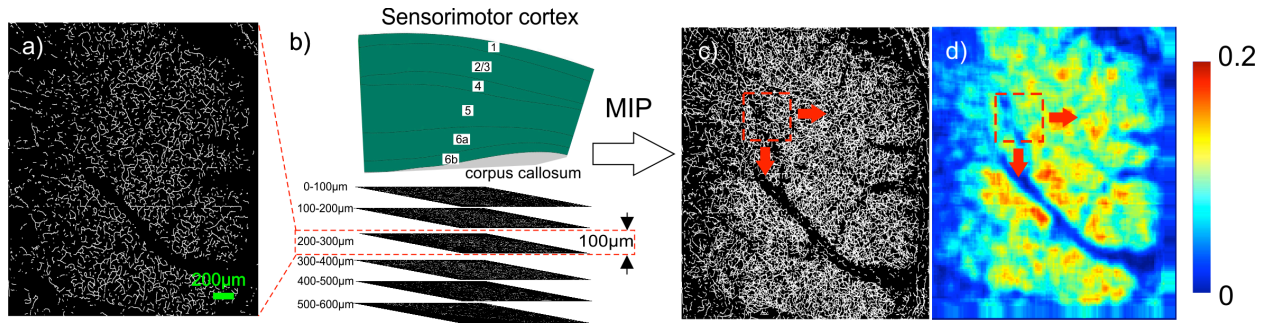 a)
200μm
b)
Sensorimotor cortex
1
2/3
4
5
6a
6b
corpus callosum
0-100μm
100-200μm
200-300μm
300-400μm
400-500μm
500-600μm
100μm
MIP
c)
d)
0.2
0